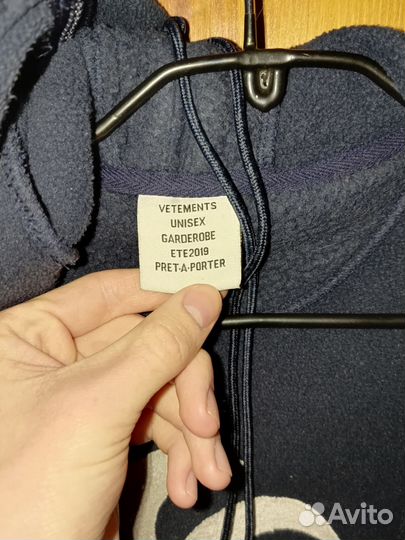 VETEMENTS
UNISEX
GARDEROBE
ETE2019
PRET-A-PORTER
Avito